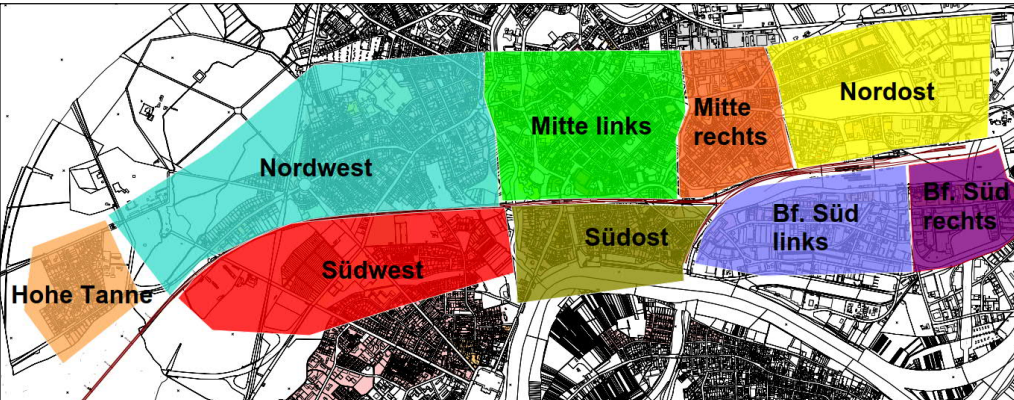 Nordost
Mitte links
Mitte
rechts
Nordwest
Bf. Süd
rechts
Bf. Süd
links
Südost
Südwest
Hohe Tanne